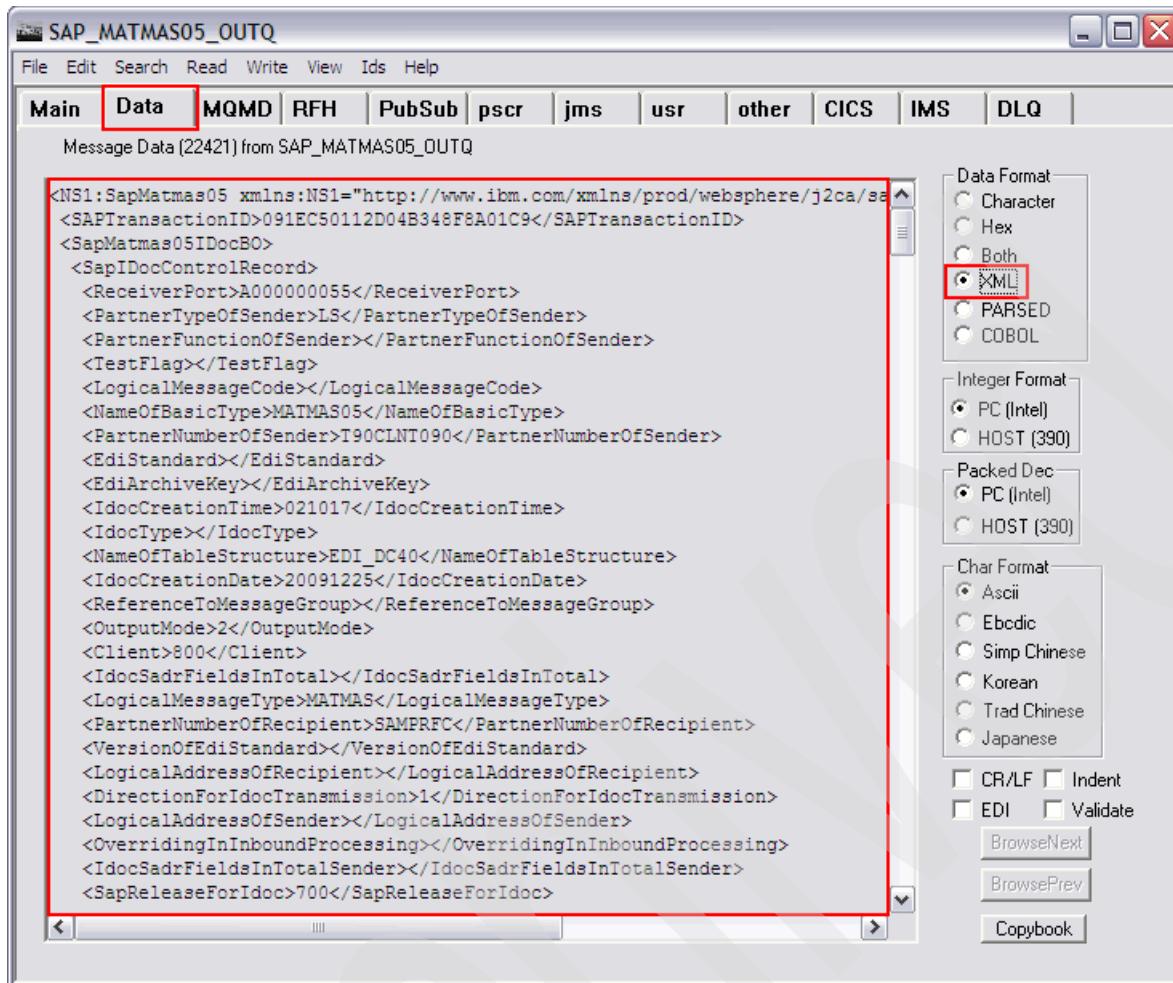 SAP_MATMAS05_OUTQ
File Edit Search Read Write View Ids Help
Main Data MQMD RFH PubSub pscr jms usr other CICS IMS DLQ
Message Data (22421) from SAP_MATMAS05_OUTQ
<NS1:SapMatmas05 xmlns:NS1="http://www.ibm.com/xmlns/prod/websphere/j2ca/sa
<SAPTransactionID>091EC50112D04B348F8A01C9</SAPTransactionID>
<SapMatmas05IDocBO>
<SapIDocControlRecord>
<ReceiverPort>A000000055</ReceiverPort>
<PartnerTypeOfSender>LS</PartnerTypeOfSender>
<PartnerFunctionOfSender></PartnerFunctionOfSender>
<TestFlag></TestFlag>
<LogicalMessageCode></LogicalMessageCode>
<NameOfBasicType>MATMAS05</NameOfBasicType>
<PartnerNumberOfSender>T90CLNT090</PartnerNumberOfSender>
<EdiStandard></EdiStandard>
<EdiArchiveKey></EdiArchiveKey>
<IdocCreationTime>021017</IdocCreationTime>
<IdocType></IdocType>
<NameOfTableStructure>EDI_DC40</NameOfTableStructure>
<IdocCreationDate>20091225</IdocCreationDate>
<ReferenceToMessageGroup></ReferenceToMessageGroup>
<OutputMode>2</OutputMode>
<Client>800</Client>
<IdocSadrFieldsInTotal></IdocSadrFieldsInTotal>
<LogicalMessageType>MATMAS</LogicalMessageType>
<PartnerNumberOfRecipient>SAMPRFC</PartnerNumberOfRecipient>
<VersionOfEdiStandard></VersionOfEdiStandard>
<LogicalAddressOfRecipient></LogicalAddressOfRecipient>
<DirectionForIdocTransmission>1</DirectionForIdocTransmission>
<LogicalAddressOfSender></LogicalAddressOfSender>
<OverridingInInboundProcessing></OverridingInInboundProcessing>
<IdocSadrFieldsInTotalSender></IdocSadrFieldsInTotalSender>
<SapReleaseForIdoc>700</SapReleaseForIdoc>
Data Format
Character
Hex
Both
XML
PARSED
COBOL
Integer Format
PC (Intel)
HOST (390)
Packed Dec
PC (Intel)
HOST (390)
Char Format
Ascii
Ebcdic
Simp Chinese
Korean
Trad Chinese
Japanese
CR/LF Indent
EDI Validate
BrowseNext
BrowsePrev
Copybook